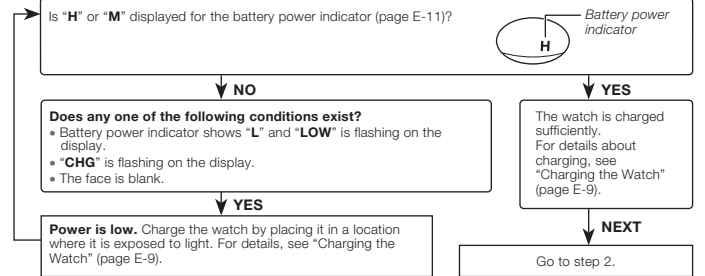 Is “H” or “M” displayed for the battery power indicator (page E-11)?
Battery power
indicator
H
NO
YES
Does any one of the following conditions exist?
• Battery power indicator shows “L” and “LOW” is flashing on the
display.
• “CHG” is flashing on the display.
• The face is blank.
The watch is charged
sufficiently.
For details about
charging, see
“Charging the Watch”
(page E-9).
YES
Power is low. Charge the watch by placing it in a location
where it is exposed to light. For details, see “Charging the
Watch” (page E-9).
NEXT
Go to step 2.